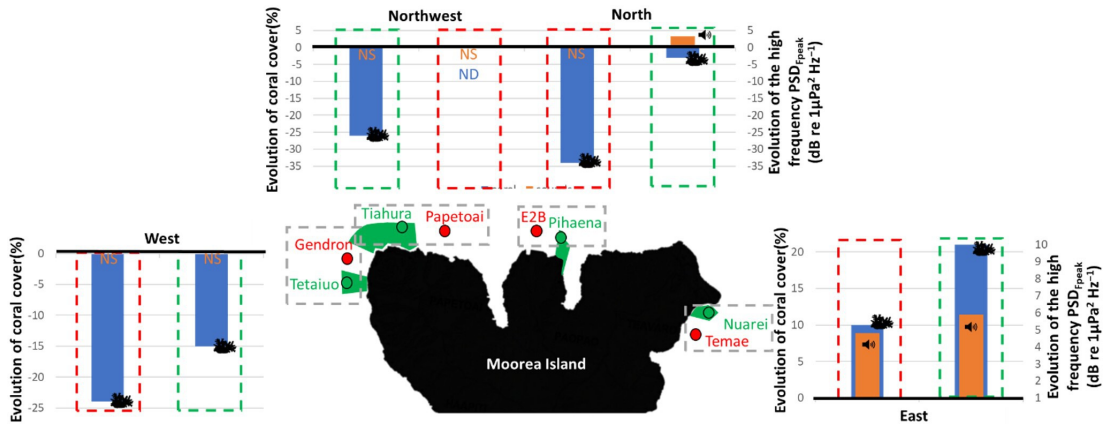 Northwest
North
Evolution of coral cover(%)
5
0
-5
-10
-15
-20
-25
-30
-35
NS
NS
ND
NS
5
0
-5
-10
-15
-20
-25
-30
-35
Evolution of the high
frequency PSDFpeak
(dB re 1µPa² Hz⁻¹)
West
Evolution of coral cover(%)
0
-5
-10
-15
-20
-25
NS
NS
Tiahura
Papetoai
E2B
Pihaena
Gendron
Tetaiuo
Nuarei
Temae
Moorea Island
Evolution of coral cover(%)
20
15
10
5
0
10
9
8
7
6
5
4
3
2
1
Evolution of the high
frequency PSDFpeak
(dB re 1µPa² Hz⁻¹)
East